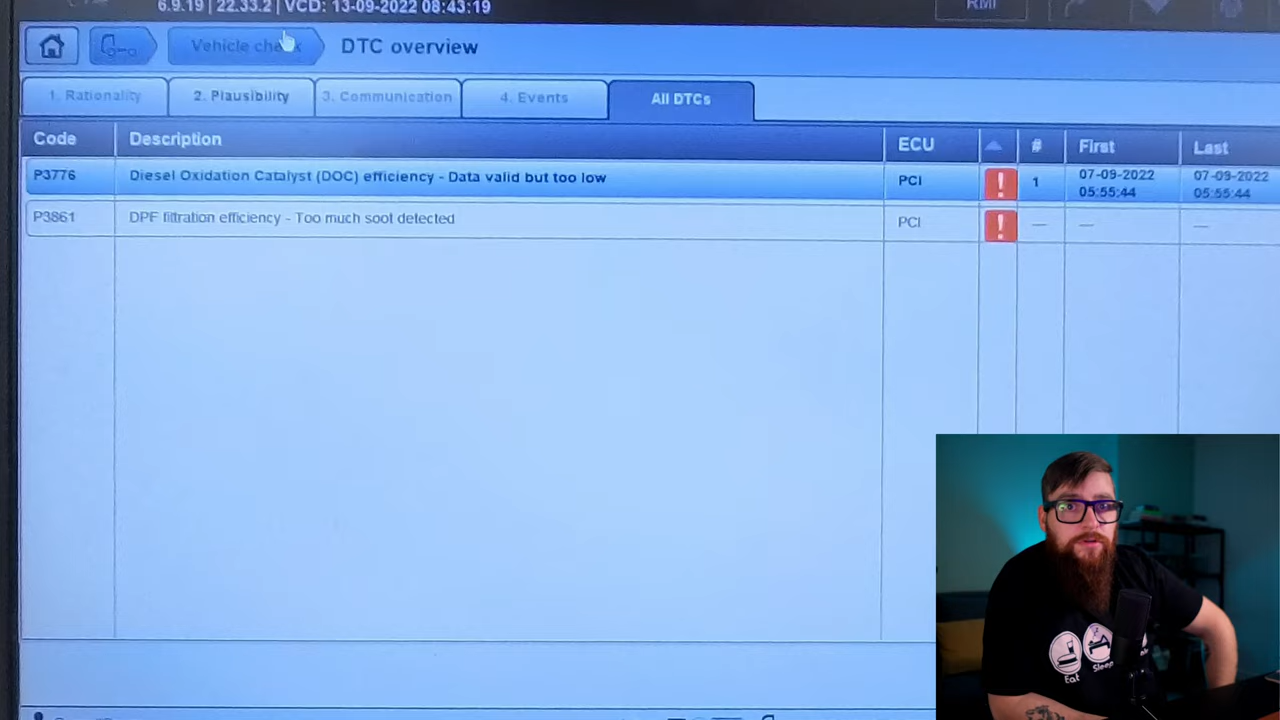 6.9.19 | 22.33.2 | VCD: 13-09-2022 08:43:19
RMI
Vehicle check
DTC overview
1. Rationality
2. Plausibility
3. Communication
4. Events
All DTCs
Code Description ECU # First Last
P3776 Diesel Oxidation Catalyst (DOC) efficiency - Data valid but too low PCI ! 1 07-09-2022 07-09-2022
05:55:44 05:55:44
P3861 DPF filtration efficiency - Too much soot detected PCI ! — — —
Eat Sleep